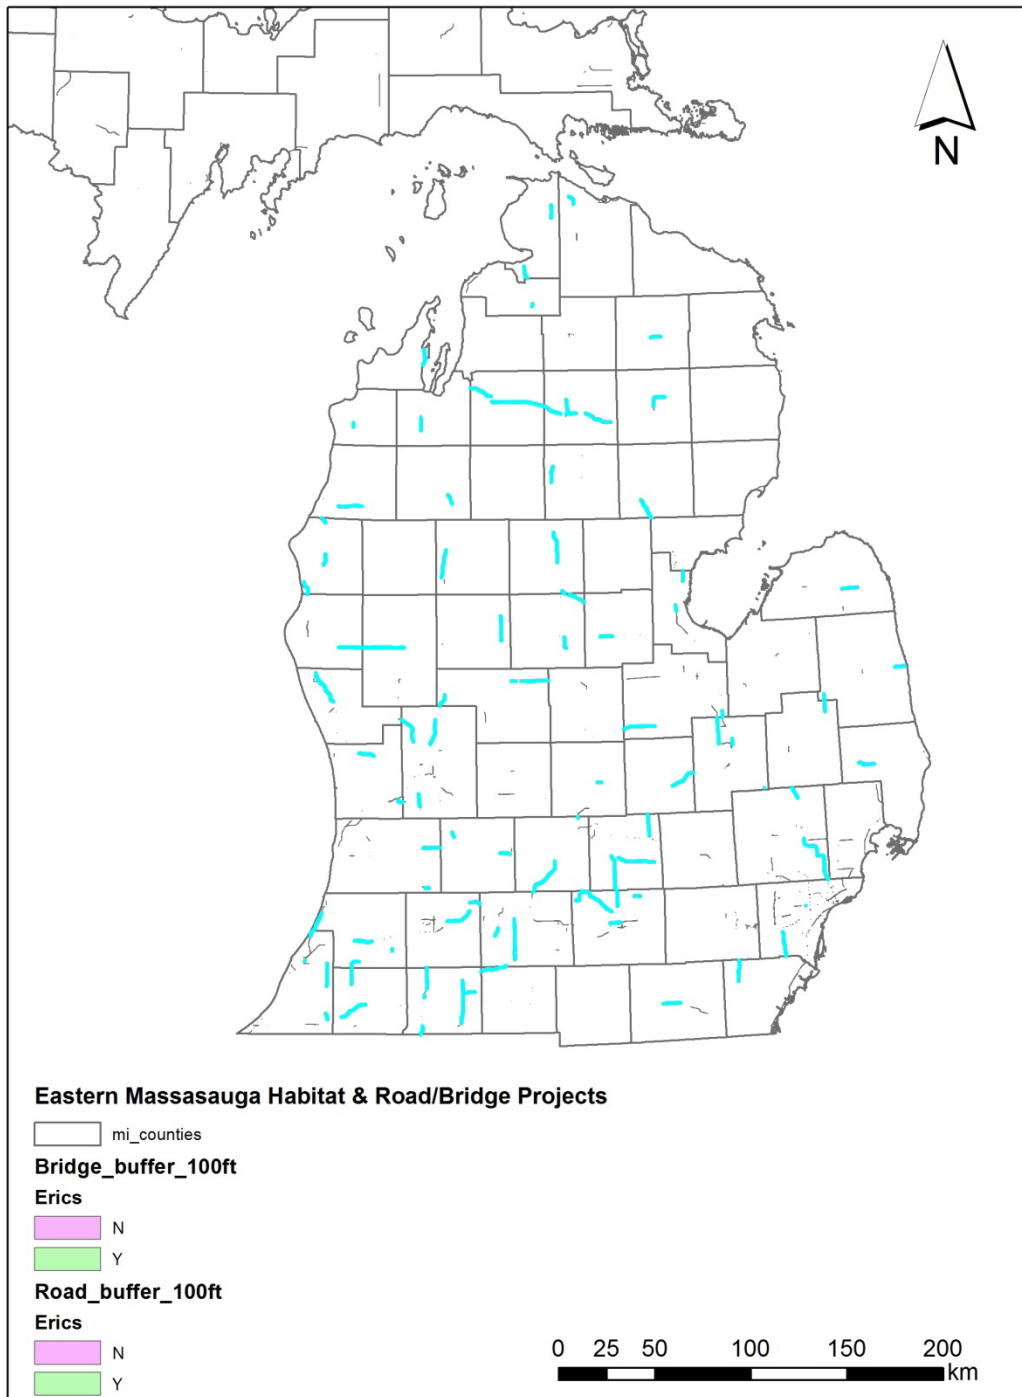 N
Eastern Massasauga Habitat & Road/Bridge Projects
mi_counties
Bridge_buffer_100ft
Erics
N
Y
Road_buffer_100ft
Erics
N
Y
0 25 50 100 150 200
km